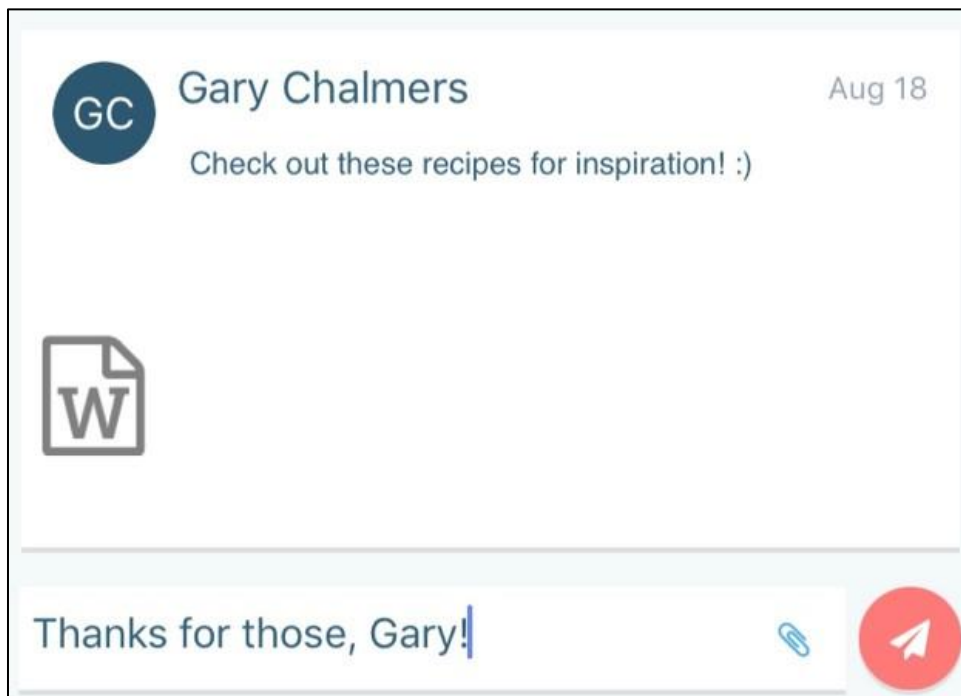 GC
Gary Chalmers
Aug 18
Check out these recipes for inspiration! :)
W
Thanks for those, Gary!